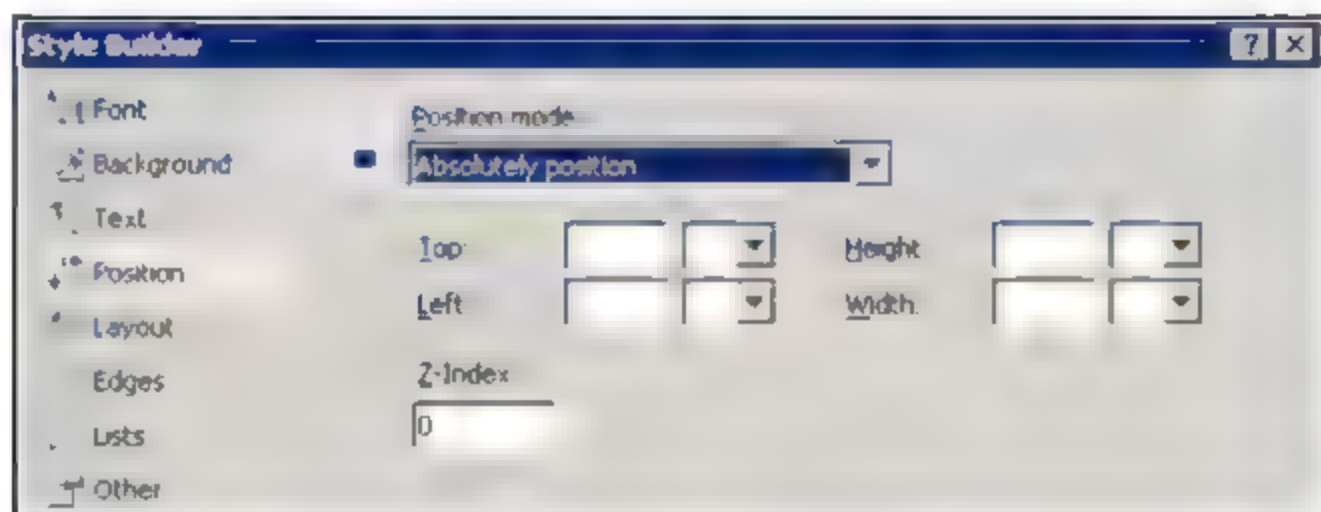 Style Builder
Font
Background
Text
Position
Layout
Edges
Lists
Other
Position mode
Absolutely position
Top:
Height
Left
Width:
Z-Index
0